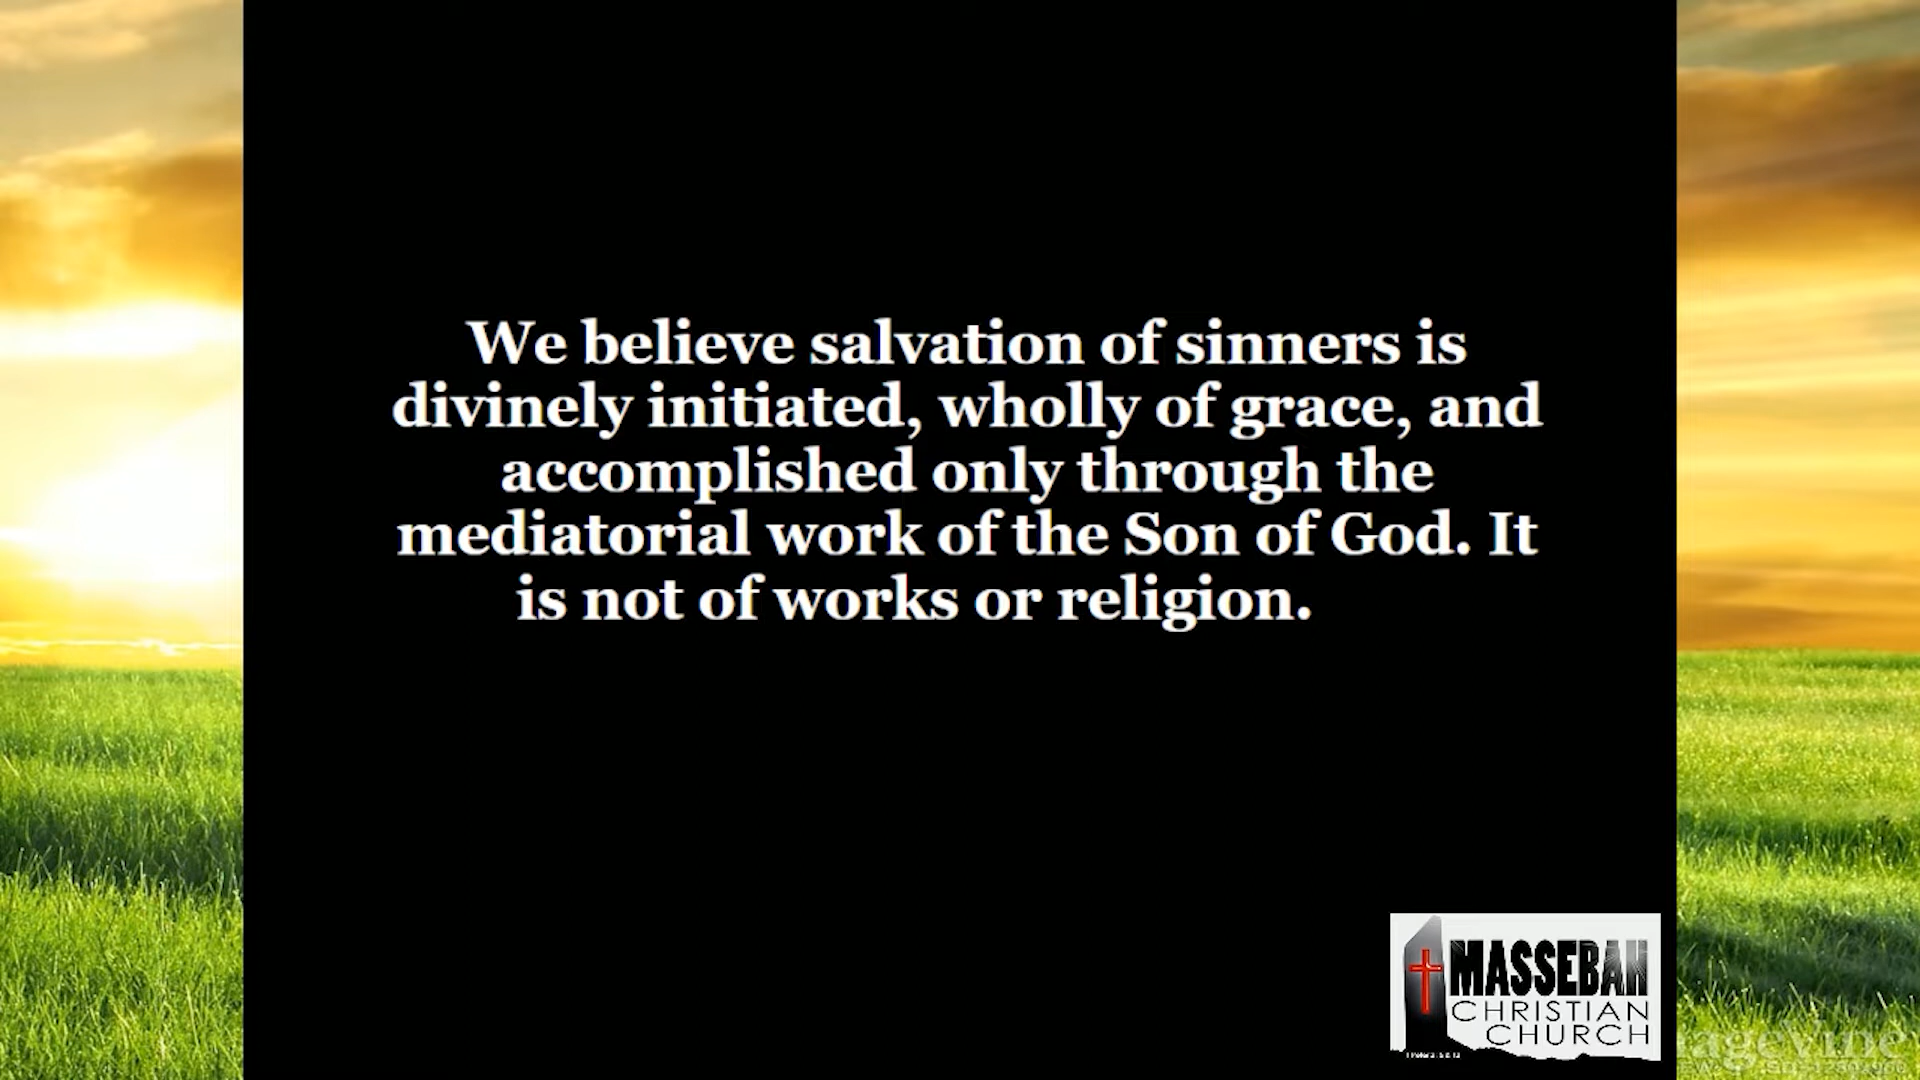 We believe salvation of sinners is
divinely initiated, wholly of grace, and
accomplished only through the
mediatorial work of the Son of God. It
is not of works or religion.
MASSEBAH
CHRISTIAN
CHURCH